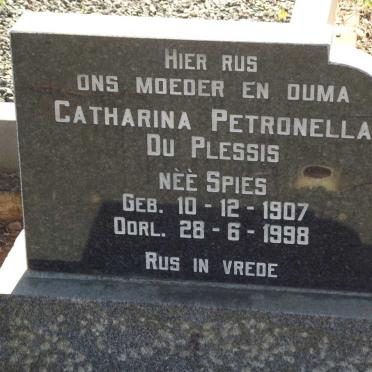 HIER RUS
ONS MOEDER EN OUMA
CATHARINA PETRONELLA
DU PLESSIS
NÈÈ SPIES
GEB. 10 - 12 - 1907
OORL. 28 - 6 - 1998
RUS IN VREDE